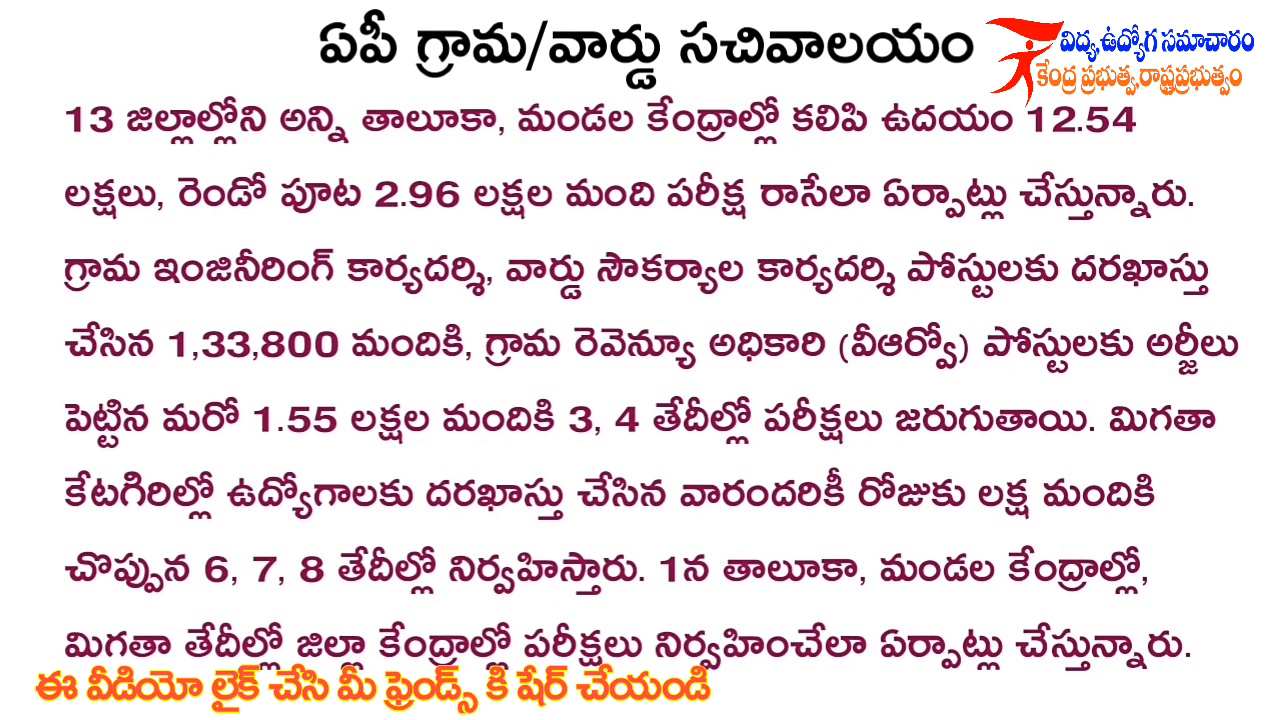 ఏపీ గ్రామ/వార్డు సచివాలయం
విద్య,ఉద్యోగ సమాచారం
కేంద్ర ప్రభుత్వ,రాష్ట్రప్రభుత్వం
13 జిల్లాల్లోని అన్ని తాలూకా, మండల కేంద్రాల్లో కలిపి ఉదయం 12.54
లక్షలు, రెండో పూట 2.96 లక్షల మంది పరీక్ష రాసేలా ఏర్పాట్లు చేస్తున్నారు.
గ్రామ ఇంజినీరింగ్ కార్యదర్శి, వార్డు సౌకర్యాల కార్యదర్శి పోస్టులకు దరఖాస్తు
చేసిన 1,33,800 మందికి, గ్రామ రెవెన్యూ అధికారి (వీఆర్వో) పోస్టులకు అర్జీలు
పెట్టిన మరో 1.55 లక్షల మందికి 3, 4 తేదీల్లో పరీక్షలు జరుగుతాయి. మిగతా
కేటగిరిల్లో ఉద్యోగాలకు దరఖాస్తు చేసిన వారందరికీ రోజుకు లక్ష మందికి
చొప్పున 6, 7, 8 తేదీల్లో నిర్వహిస్తారు. 1న తాలూకా, మండల కేంద్రాల్లో,
మిగతా తేదీల్లో జిల్లా కేంద్రాల్లో పరీక్షలు నిర్వహించేలా ఏర్పాట్లు చేస్తున్నారు.
ఈ వీడియో లైక్ చేసి మీ ఫ్రెండ్స్ కి షేర్ చేయండి